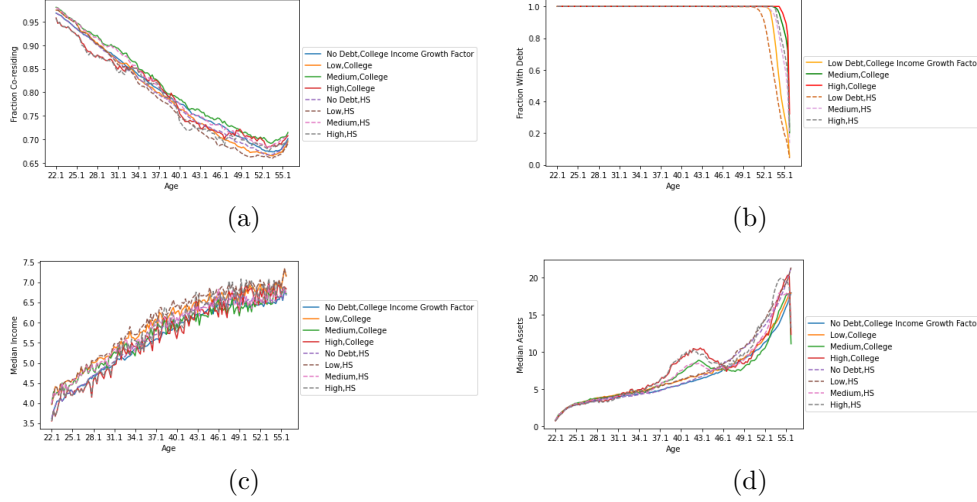 0.95
0.90
0.85
0.80
0.75
0.70
0.65
Fraction Co-residing
22.1 25.1 28.1 31.1 34.1 37.1 40.1 43.1 46.1 49.1 52.1 55.1
Age
No Debt,College Income Growth Factor
Low,College
Medium,College
High,College
No Debt,HS
Low,HS
Medium,HS
High,HS
(a)
1.0
0.8
0.6
0.4
0.2
0.0
Fraction With Debt
22.1 25.1 28.1 31.1 34.1 37.1 40.1 43.1 46.1 49.1 52.1 55.1
Age
Low Debt,College Income Growth Factor
Medium,College
High,College
Low Debt,HS
Medium,HS
High,HS
(b)
7.5
7.0
6.5
6.0
5.5
5.0
4.5
4.0
3.5
Median Income
22.1 25.1 28.1 31.1 34.1 37.1 40.1 43.1 46.1 49.1 52.1 55.1
Age
No Debt,College Income Growth Factor
Low,College
Medium,College
High,College
No Debt,HS
Low,HS
Medium,HS
High,HS
(c)
20
15
10
5
0
Median Assets
22.1 25.1 28.1 31.1 34.1 37.1 40.1 43.1 46.1 49.1 52.1 55.1
Age
No Debt,College Income Growth Factor
Low,College
Medium,College
High,College
No Debt,HS
Low,HS
Medium,HS
High,HS
(d)